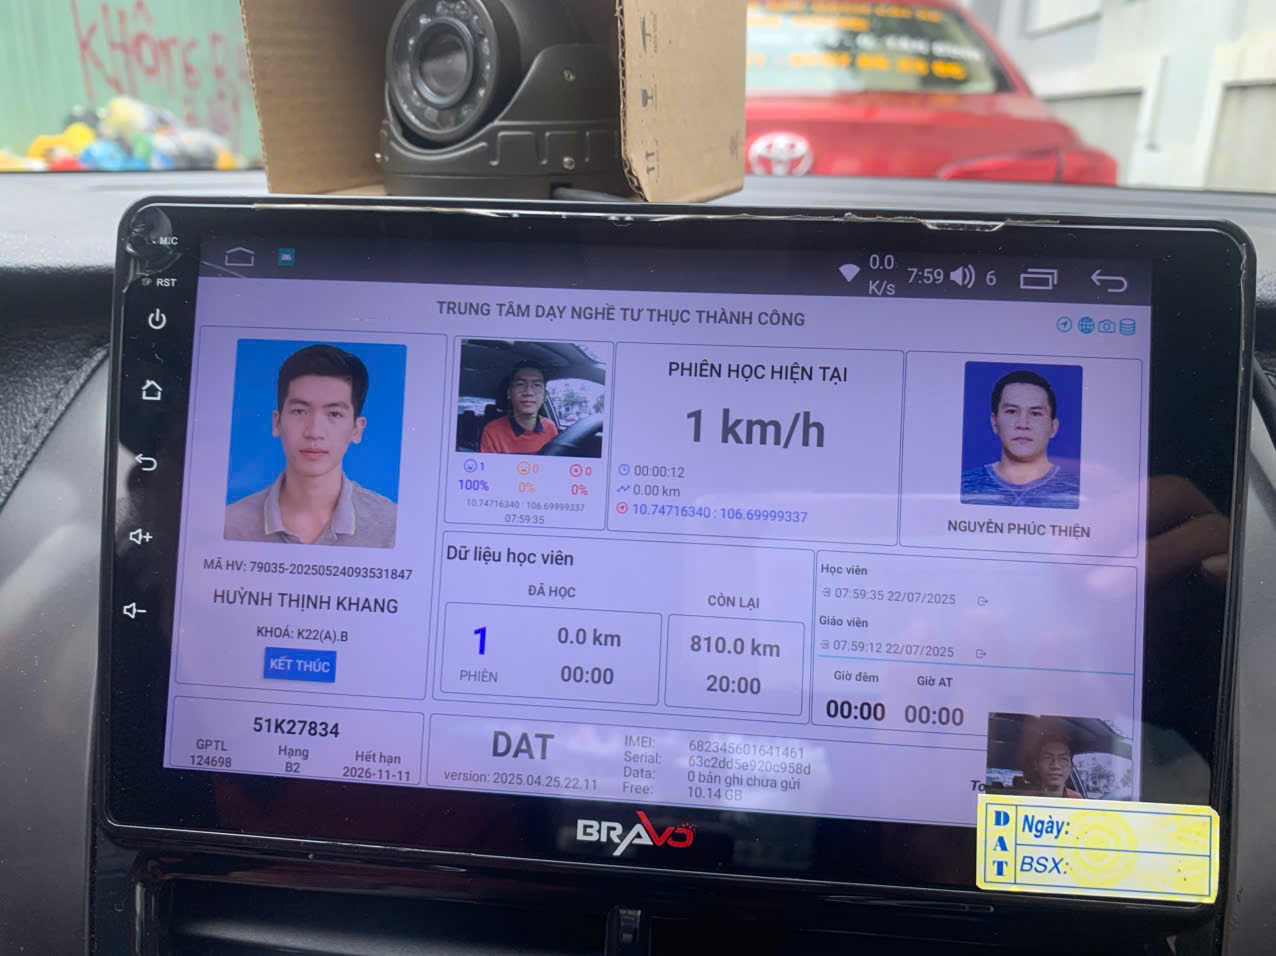 KHÔNG
MIC
RST
0.0
K/s
7:59
6
TRUNG TÂM DẠY NGHỀ TƯ THỤC THÀNH CÔNG
MÃ HV: 79035-20250524093531847
HUỲNH THỊNH KHANG
KHOÁ: K22(A).B
KẾT THÚC
1 0 0
100% 0% 0%
10.74716340 : 106.69999337
07:59:35
PHIÊN HỌC HIỆN TẠI
1 km/h
00:00:12
0.00 km
10.74716340 : 106.69999337
NGUYỄN PHÚC THIỆN
Dữ liệu học viên
ĐÃ HỌC
1
PHIÊN
0.0 km
00:00
CÒN LẠI
810.0 km
20:00
Học viên
07:59:35 22/07/2025
Giáo viên
07:59:12 22/07/2025
Giờ đêm
Giờ AT
00:00
00:00
51K27834
GPTL
124698
Hạng
B2
Hết hạn
2026-11-11
DAT
version: 2025.04.25.22.11
IMEI: 682345601641461
Serial: 63c2dd5e920c958d
Data: 0 bản ghi chưa gửi
Free: 10.14 GB
BRAVO
DAT
Ngày:
BSX: